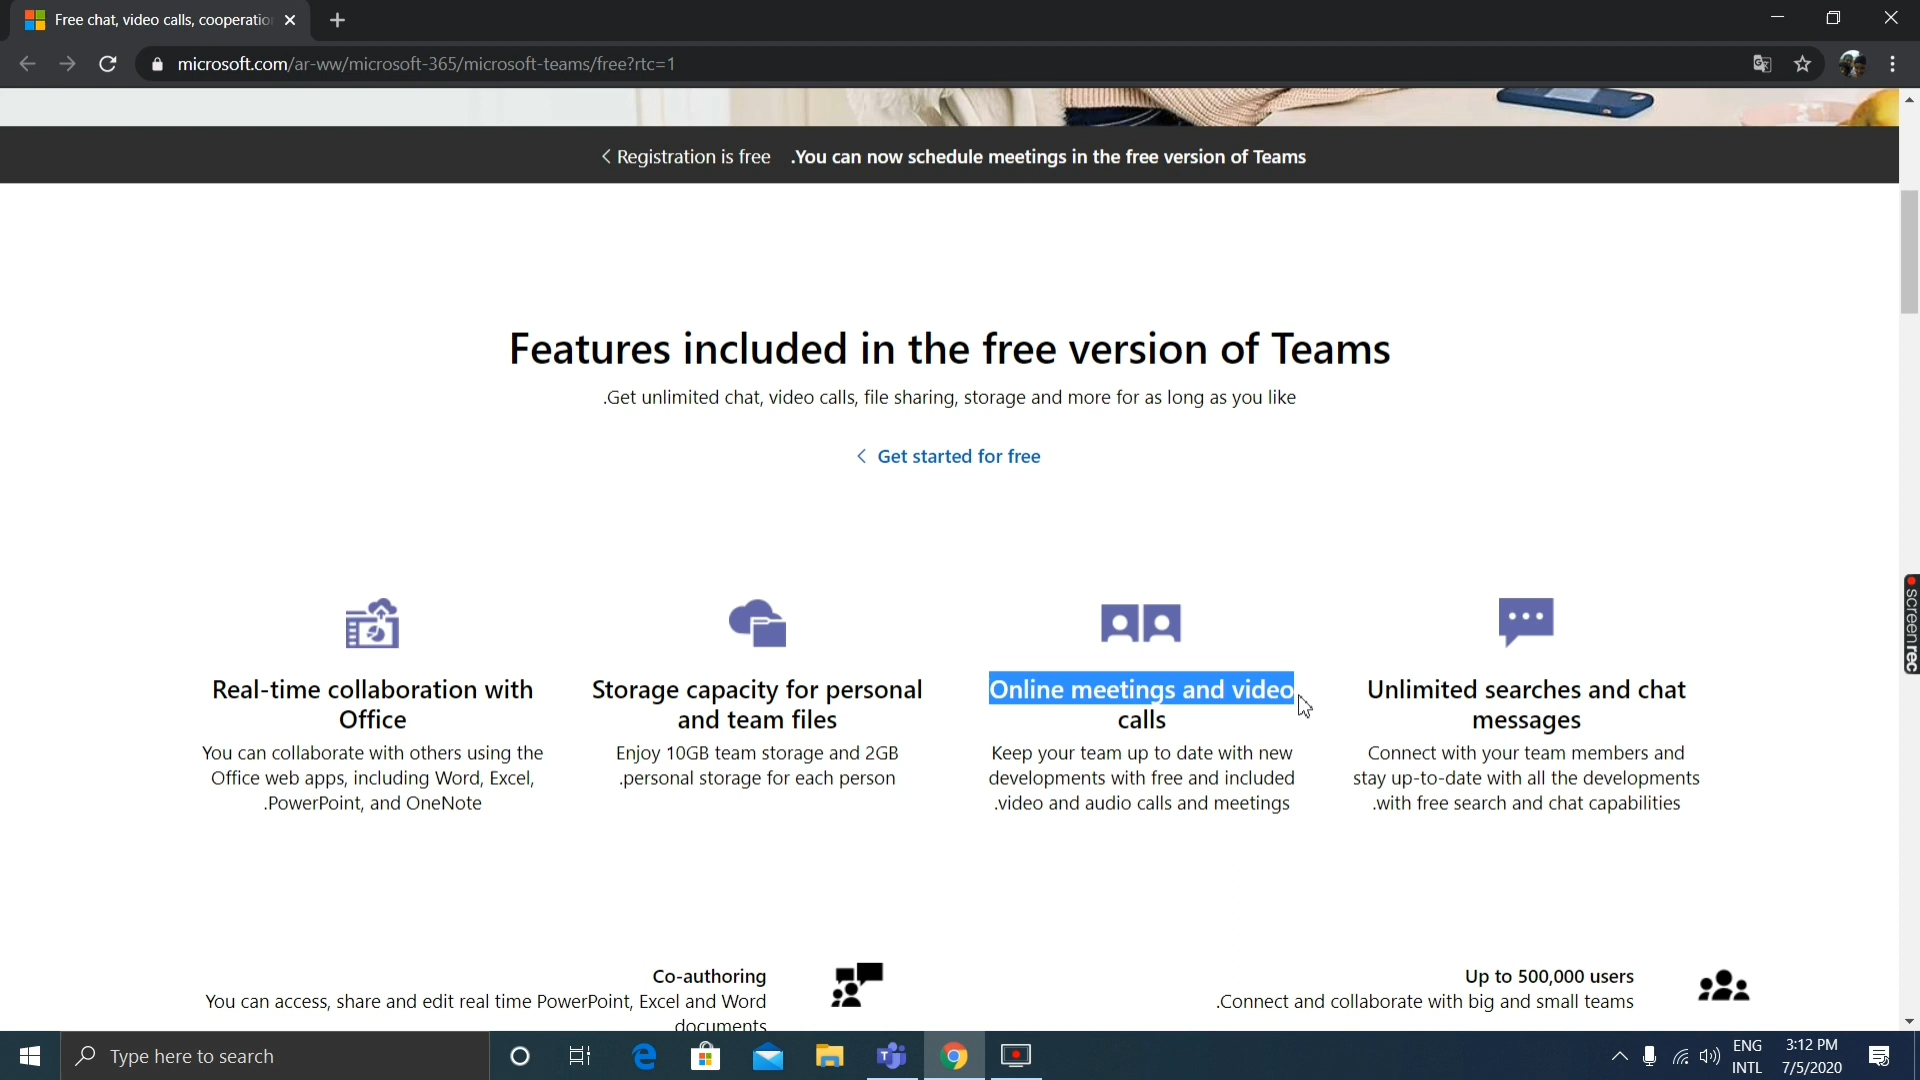 Free chat, video calls, cooperatio
microsoft.com/ar-ww/microsoft-365/microsoft-teams/free?rtc=1
< Registration is free .You can now schedule meetings in the free version of Teams
Features included in the free version of Teams
.Get unlimited chat, video calls, file sharing, storage and more for as long as you like
< Get started for free
Real-time collaboration with
Office
You can collaborate with others using the
Office web apps, including Word, Excel,
.PowerPoint, and OneNote
Storage capacity for personal
and team files
Enjoy 10GB team storage and 2GB
.personal storage for each person
Online meetings and video
calls
Keep your team up to date with new
developments with free and included
.video and audio calls and meetings
Unlimited searches and chat
messages
Connect with your team members and
stay up-to-date with all the developments
.with free search and chat capabilities
Co-authoring
You can access, share and edit real time PowerPoint, Excel and Word
documents
Up to 500,000 users
.Connect and collaborate with big and small teams
screenrec
Type here to search
ENG
INTL
3:12 PM
7/5/2020